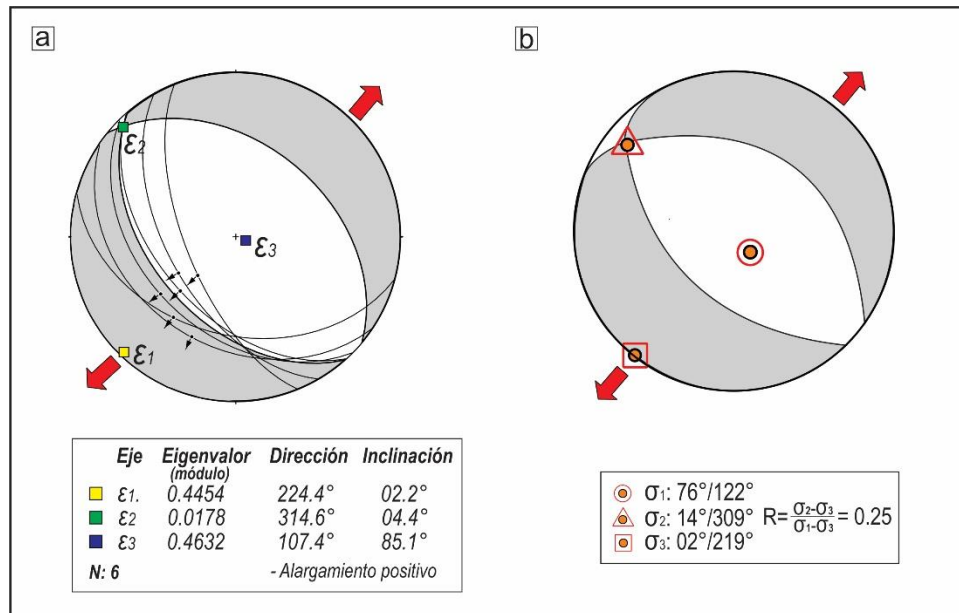 a
b
ε2
ε3
ε1
Eje Eigenvalor Dirección Inclinación
(módulo)
ε1. 0.4454 224.4° 02.2°
ε2 0.0178 314.6° 04.4°
ε3 0.4632 107.4° 85.1°
N: 6 - Alargamiento positivo
σ1: 76°/122°
σ2: 14°/309° R= σ2-σ3/σ1-σ3 = 0.25
σ3: 02°/219°